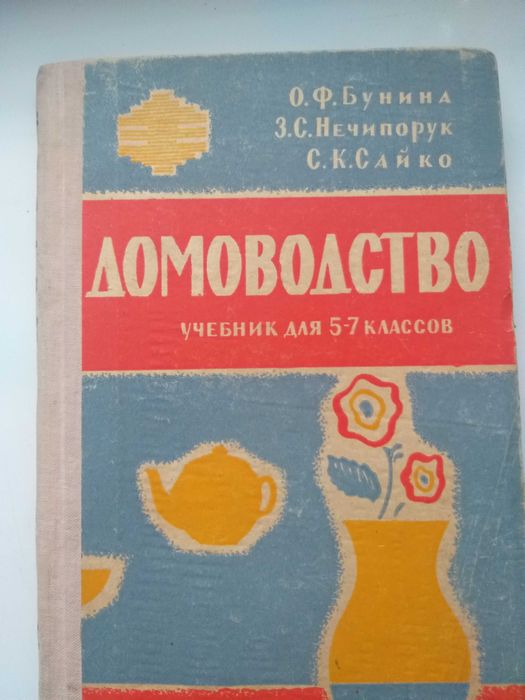 О.Ф.Бунина
З.С.Нечипорук
С.К.Сайко
ДОМОВОДСТВО
УЧЕБНИК ДЛЯ 5-7 КЛАССОВ